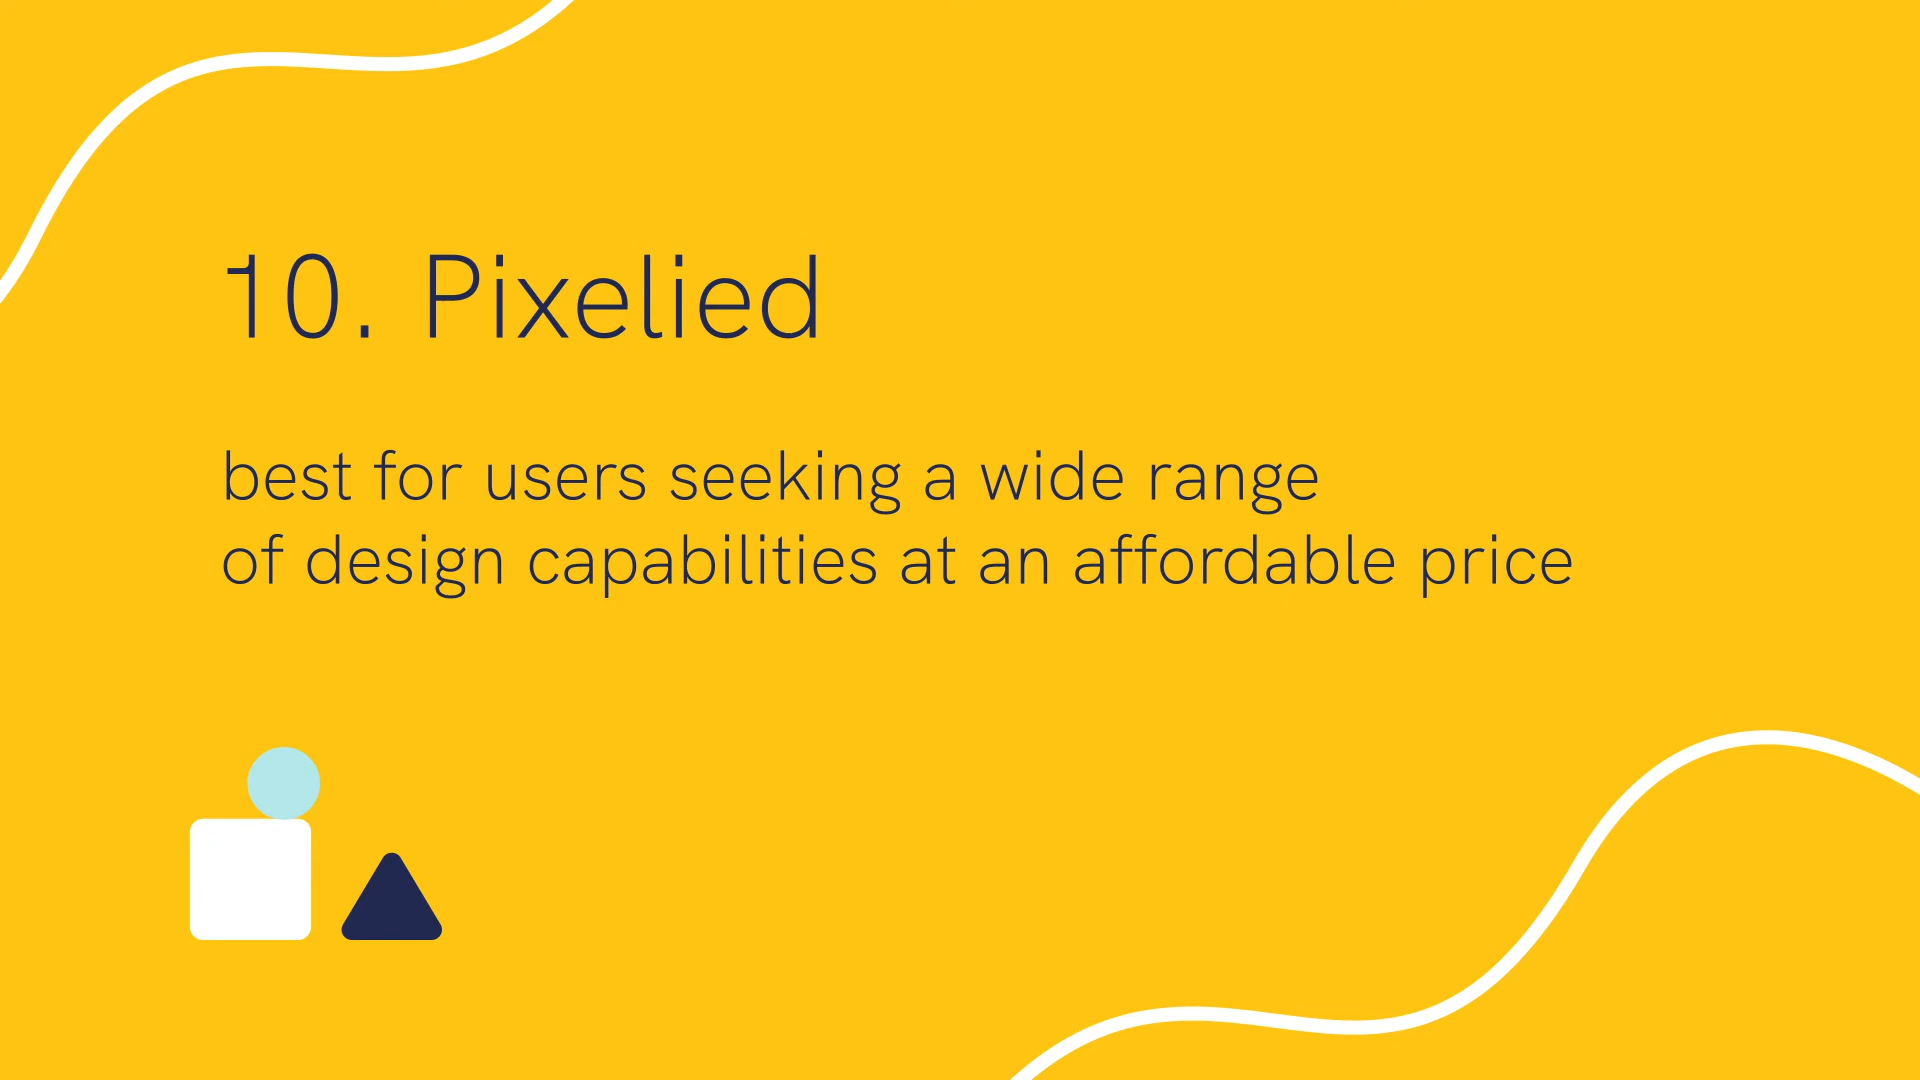 10. Pixelied
best for users seeking a wide range
of design capabilities at an affordable price